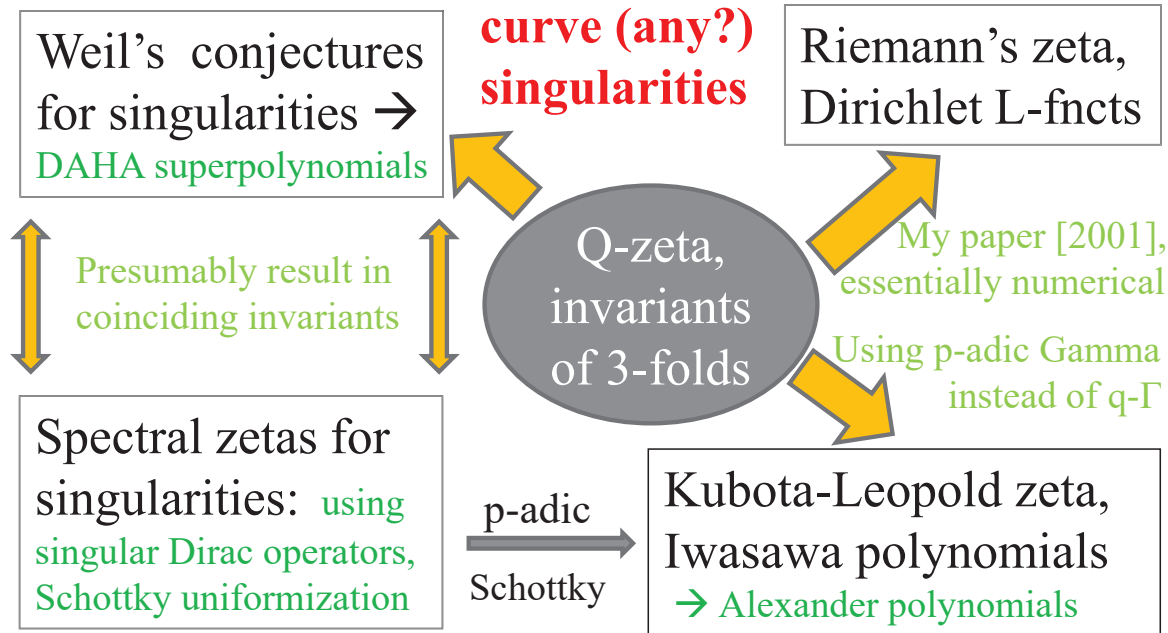 Weil's conjectures
for singularities →
DAHA superpolynomials
curve (any?)
singularities
Riemann's zeta,
Dirichlet L-fncts
Presumably result in
coinciding invariants
Q-zeta,
invariants
of 3-folds
My paper [2001],
essentially numerical
Using p-adic Gamma
instead of q-Γ
Spectral zetas for
singularities: using
singular Dirac operators,
Schottky uniformization
p-adic
Schottky
Kubota-Leopold zeta,
Iwasawa polynomials
→ Alexander polynomials